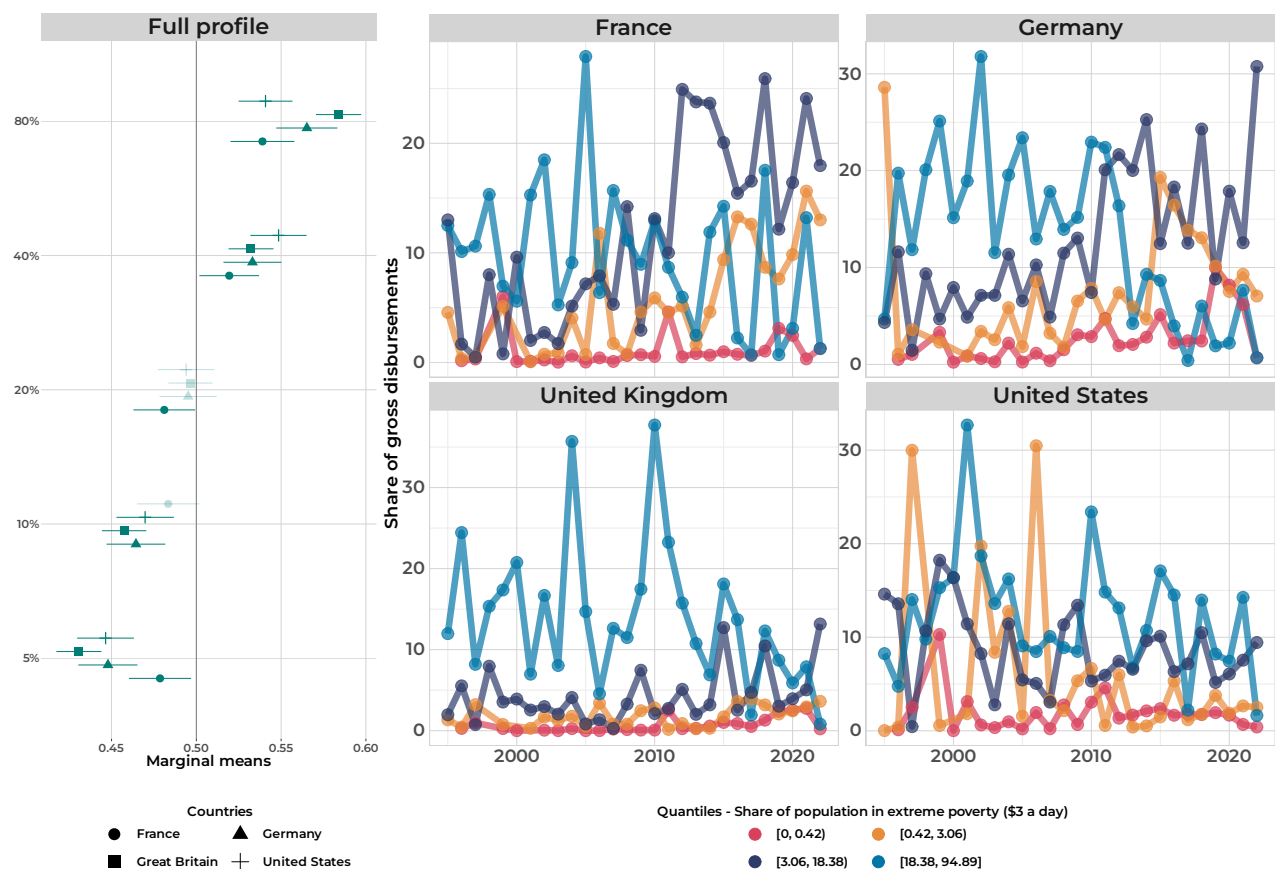 Full profile
80%
40%
20%
10%
5%
0.45 0.50 0.55 0.60
Marginal means
Countries
France Germany
Great Britain United States
Share of gross disbursements
France Germany
20
10
0
30
20
10
0
United Kingdom United States
30
20
10
0
30
20
10
0
2000 2010 2020
2000 2010 2020
Quantiles - Share of population in extreme poverty ($3 a day)
[0, 0.42) [0.42, 3.06)
[3.06, 18.38) [18.38, 94.89]